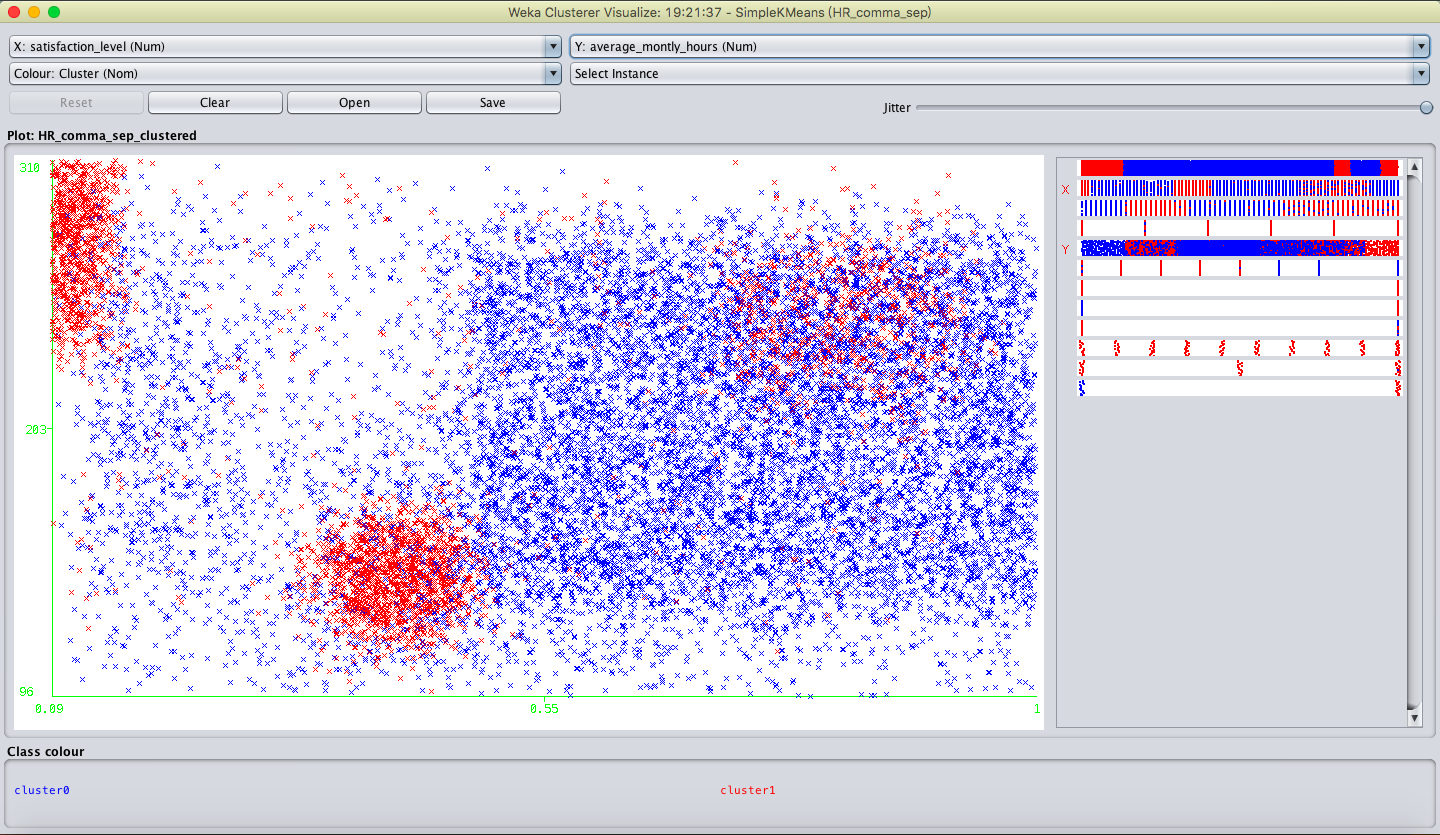 Weka Clusterer Visualize: 19:21:37 - SimpleKMeans (HR_comma_sep)
X: satisfaction_level (Num)
Y: average_montly_hours (Num)
Colour: Cluster (Nom)
Select Instance
Reset
Clear
Open
Save
Jitter
Plot: HR_comma_sep_clustered
310
203
96
0.09
0.55
1
X
Y
Class colour
cluster0
cluster1